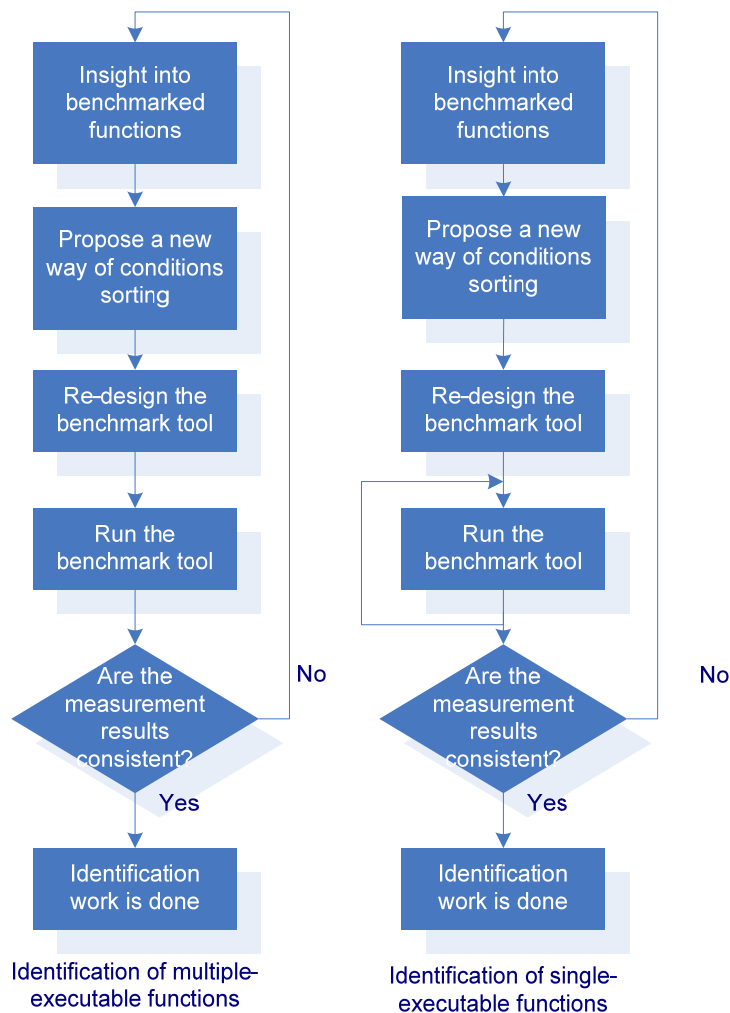 Insight into
benchmarked
functions
Propose a new
way of conditions
sorting
Re-design the
benchmark tool
Run the
benchmark tool
Are the
measurement
results
consistent?
No
Yes
Identification
work is done
Identification of multiple-
executable functions
Insight into
benchmarked
functions
Propose a new
way of conditions
sorting
Re-design the
benchmark tool
Run the
benchmark tool
Are the
measurement
results
consistent?
No
Yes
Identification
work is done
Identification of single-
executable functions